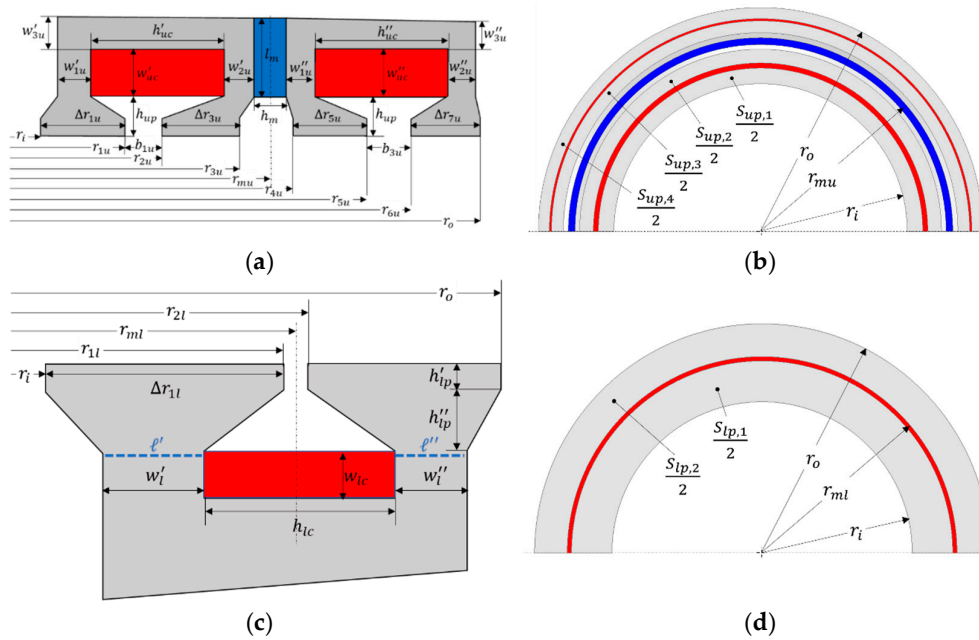 w′₃ᵤ h′ᵤc lₘ h″ᵤc w″₃ᵤ
w′₁ᵤ w′ᵤc w′₂ᵤ w″₁ᵤ w″ᵤc w″₂ᵤ
Δr₁ᵤ hᵤₚ Δr₃ᵤ hₘ Δr₅ᵤ hᵤₚ Δr₇ᵤ
rᵢ r₁ᵤ b₁ᵤ b₃ᵤ
r₂ᵤ
r₃ᵤ
rₘᵤ
r₄ᵤ
r₅ᵤ
r₆ᵤ
rₒ
(a)
Sᵤₚ,₁/2
Sᵤₚ,₂/2
Sᵤₚ,₃/2
Sᵤₚ,₄/2
rₒ
rₘᵤ
rᵢ
(b)
rₒ
r₂ₗ
rₘₗ
r₁ₗ
rᵢ Δr₁ₗ h′ₗₚ
h″ₗₚ
ℓ′ ℓ″
w′ₗ wₗc w″ₗ
hₗc
(c)
Sₗₚ,₁/2
Sₗₚ,₂/2
rₒ
rₘₗ
rᵢ
(d)